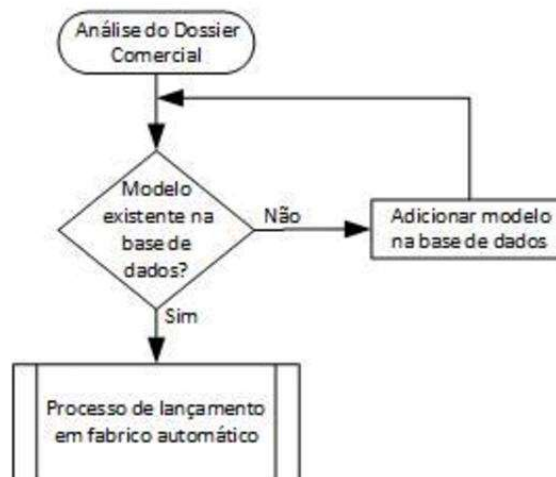 Análise do Dossier
Comercial
Modelo
existente na
base de
dados?
Não
Adicionar modelo
na base de dados
Sim
Processo de lançamento
em fabrico automático